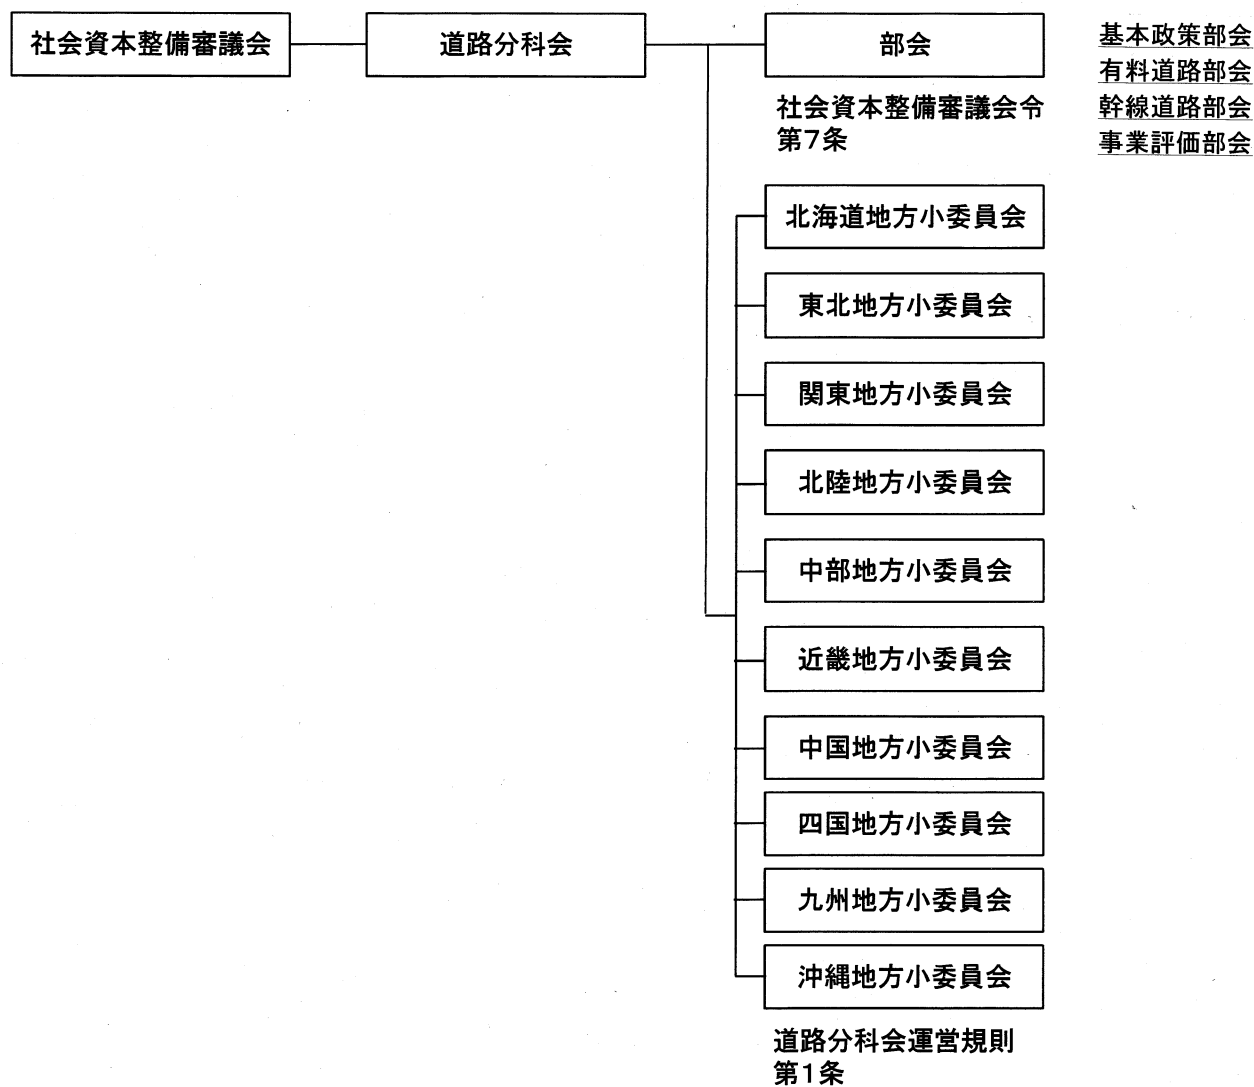 社会資本整備審議会
道路分科会
部会
社会資本整備審議会令
第7条
基本政策部会
有料道路部会
幹線道路部会
事業評価部会
北海道地方小委員会
東北地方小委員会
関東地方小委員会
北陸地方小委員会
中部地方小委員会
近畿地方小委員会
中国地方小委員会
四国地方小委員会
九州地方小委員会
沖縄地方小委員会
道路分科会運営規則
第1条